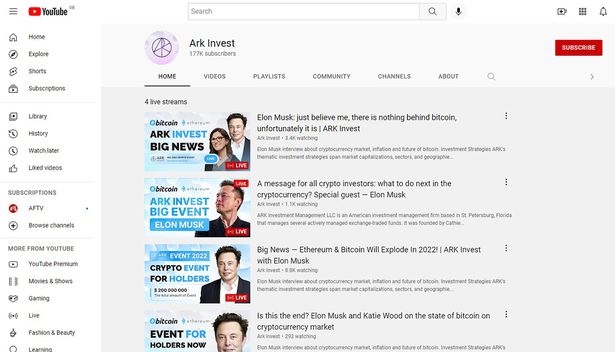 YouTube GB
Search
Home
Explore
Shorts
Subscriptions
Library
History
Watch later
Liked videos
SUBSCRIPTIONS
AFTV
Browse channels
MORE FROM YOUTUBE
YouTube Premium
Movies & Shows
Gaming
Live
Fashion & Beauty
Learning
Ark Invest
177K subscribers
SUBSCRIBE
HOME VIDEOS PLAYLISTS COMMUNITY CHANNELS ABOUT
4 live streams
bitcoin ethereum
ARK INVEST
BIG NEWS
LIVE
LIVE
Elon Musk: just believe me, there is nothing behind bitcoin,
unfortunately it is | ARK Invest
Ark Invest • 3.4K watching
Elon Musk interview about cryptocurrency market, inflation and future of bitcoin. Investment Strategies ARK's
thematic investment strategies span market capitalizations, sectors, and geographie...
bitcoin ethereum
LIVE
ARK INVEST
BIG EVENT
ELON MUSK
A message for all crypto investors: what to do next in the
cryptocurrency? Special guest — Elon Musk
Ark Invest • 1.1K watching
ARK Investment Management LLC is an American investment management firm based in St. Petersburg, Florida
that manages several actively managed exchange-traded funds. It was founded by Cathie...
EVENT 2022
CRYPTO EVENT
FOR HOLDERS
$ 200 000 000
The total amount of Event
LIVE
Big News — Ethereum & Bitcoin Will Explode In 2022! | ARK Invest
with Elon Musk
Ark Invest • 8.8K watching
Elon Musk interview about cryptocurrency market, inflation and future of bitcoin. Investment Strategies ARK's
thematic investment strategies span market capitalizations, sectors, and geographie...
bitcoin ethereum
EVENT FOR
HOLDERS NOW
Is this the end? Elon Musk and Katie Wood on the state of bitcoin on
cryptocurrency market
Ark Invest • 293 watching
Elon Musk interview about cryptocurrency market, inflation and future of bitcoin. Investment Strategies ARK's